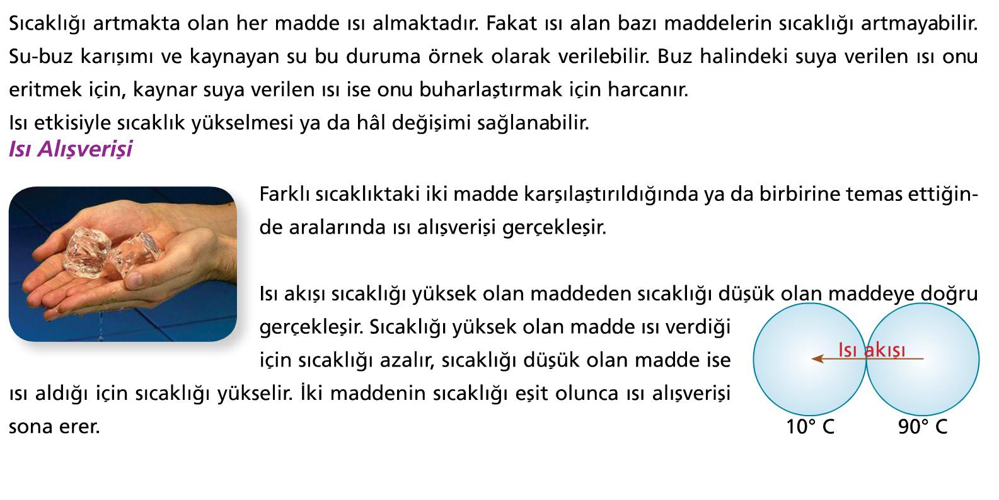 Sıcaklığı artmakta olan her madde ısı almaktadır. Fakat ısı alan bazı maddelerin sıcaklığı artmayabilir.
Su-buz karışımı ve kaynayan su bu duruma örnek olarak verilebilir. Buz halindeki suya verilen ısı onu
eritmek için, kaynar suya verilen ısı ise onu buharlaştırmak için harcanır.
Isı etkisiyle sıcaklık yükselmesi ya da hâl değişimi sağlanabilir.
Isı Alışverişi
Farklı sıcaklıktaki iki madde karşılaştırıldığında ya da birbirine temas ettiğin-
de aralarında ısı alışverişi gerçekleşir.
Isı akışı sıcaklığı yüksek olan maddeden sıcaklığı düşük olan maddeye doğru
gerçekleşir. Sıcaklığı yüksek olan madde ısı verdiği
için sıcaklığı azalır, sıcaklığı düşük olan madde ise
ısı aldığı için sıcaklığı yükselir. İki maddenin sıcaklığı eşit olunca ısı alışverişi
sona erer.
Isı akışı
10° C
90° C